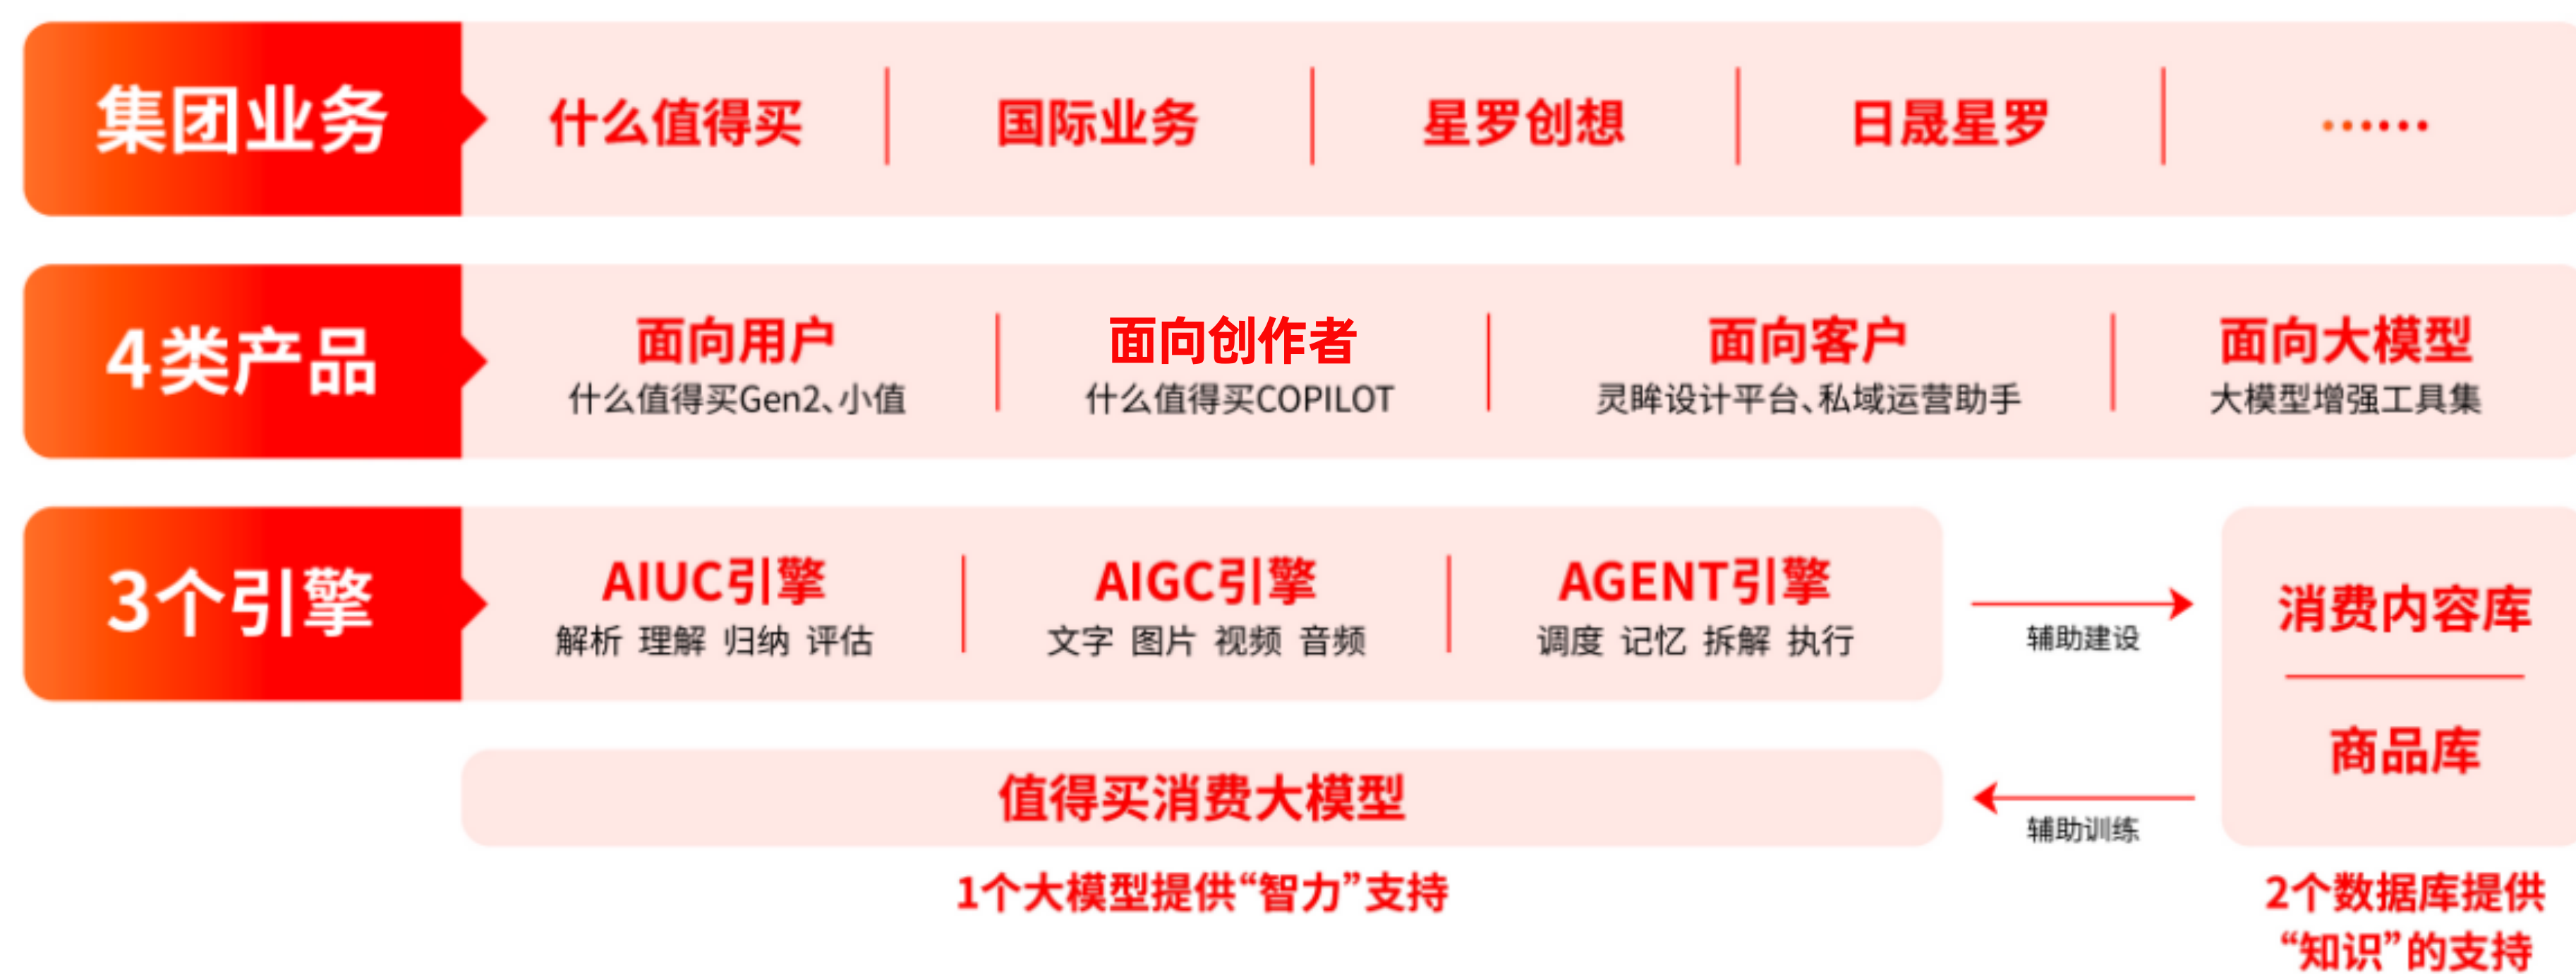 集团业务
什么值得买
国际业务
星罗创想
日晟星罗
……
4类产品
面向用户
什么值得买Gen2、小值
面向创作者
什么值得买COPILOT
面向客户
灵眸设计平台、私域运营助手
面向大模型
大模型增强工具集
3个引擎
AIUC引擎
解析 理解 归纳 评估
AIGC引擎
文字 图片 视频 音频
AGENT引擎
调度 记忆 拆解 执行
辅助建设
消费内容库
商品库
值得买消费大模型
辅助训练
1个大模型提供“智力”支持
2个数据库提供
“知识”的支持